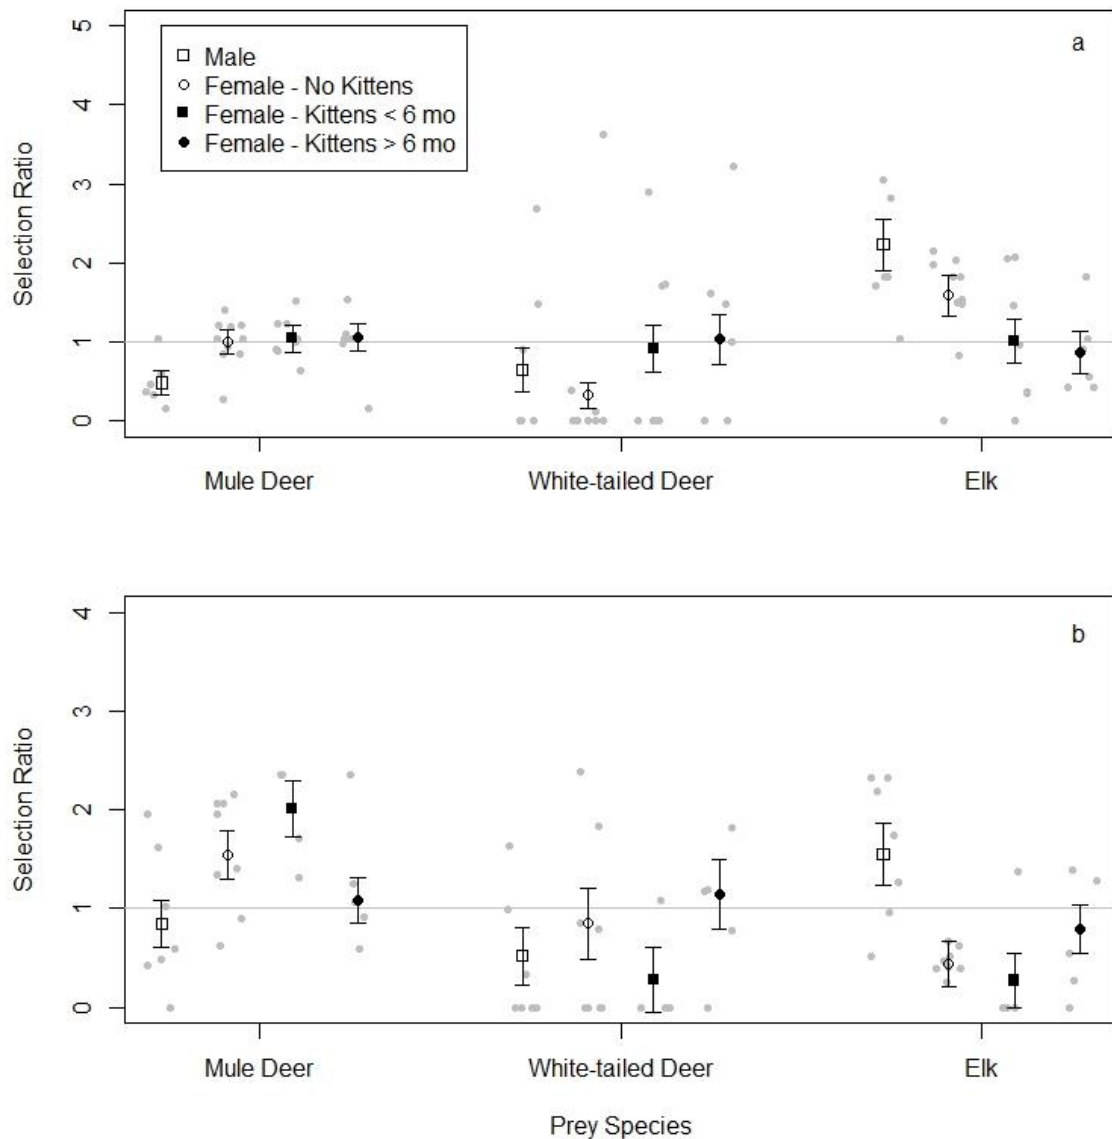 5
4
3
2
1
0
Selection Ratio
a
Male
Female - No Kittens
Female - Kittens < 6 mo
Female - Kittens > 6 mo
Mule Deer White-tailed Deer Elk
4
3
2
1
0
Selection Ratio
b
Mule Deer White-tailed Deer Elk
Prey Species